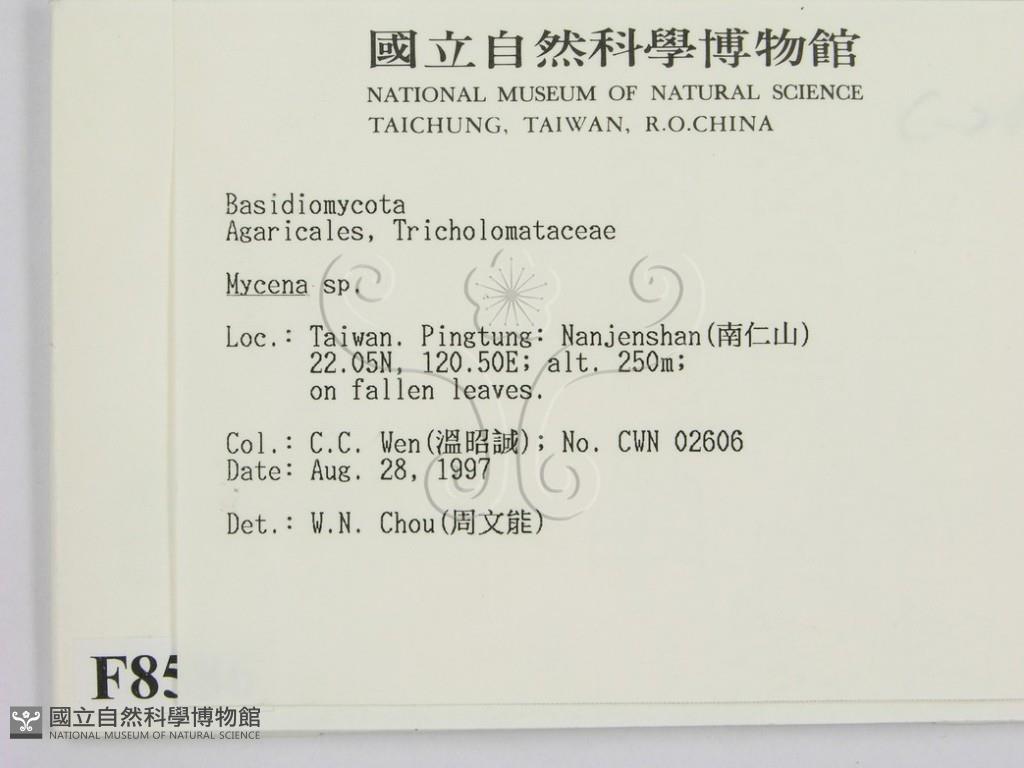 國立自然科學博物館
NATIONAL MUSEUM OF NATURAL SCIENCE
TAICHUNG, TAIWAN, R.O.CHINA
Basidiomycota
Agaricales, Tricholomataceae
Mycena sp.
Loc.: Taiwan. Pingtung: Nanjenshan(南仁山)
22.05N, 120.50E; alt. 250m;
on fallen leaves.
Col.: C.C. Wen(溫昭誠); No. CWN 02606
Date: Aug. 28, 1997
Det.: W.N. Chou(周文能)
F85
國立自然科學博物館
NATIONAL MUSEUM OF NATURAL SCIENCE